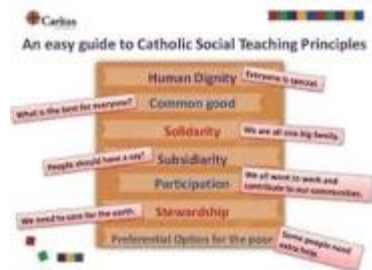 Caritas
An easy guide to Catholic Social Teaching Principles
Human Dignity
Everyone is special.
Common good
What is the best for everyone?
Solidarity
We are all one big family.
Subsidiarity
People should have a say?
Participation
We all want to work and
contribute to our communities.
Stewardship
We need to care for the earth.
Preferential Option for the poor
Some people need
extra help.